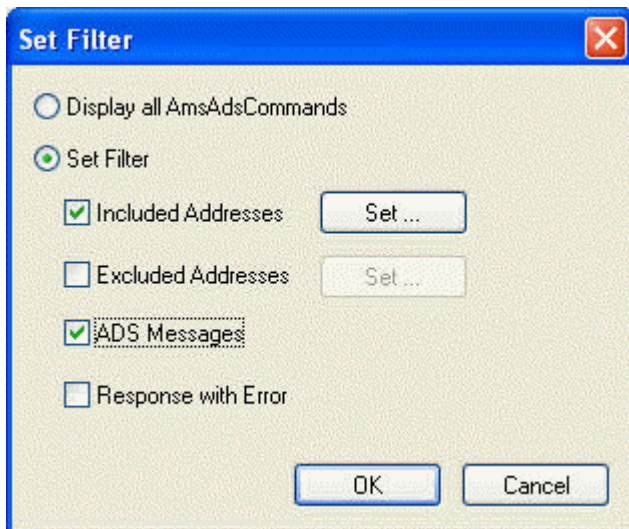 Set Filter
Display all AmsAdsCommands
Set Filter
Included Addresses Set ...
Excluded Addresses Set ...
ADS Messages
Response with Error
OK Cancel